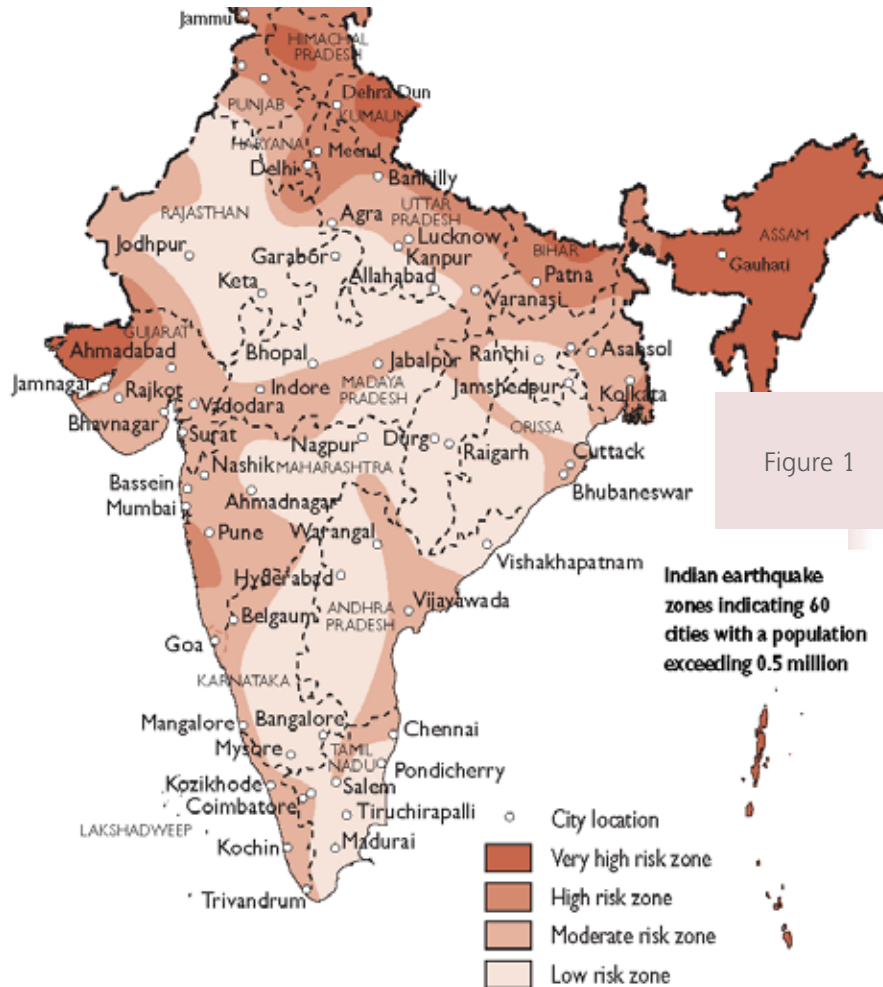 Jammu
HIMACHAL
PRADESH
Dehra Dun
KUMAUN
PUNJAB
HARYANA
Meend
Delhi
Bankilly
RAJASTHAN
UTTAR
PRADESH
Agra
Lucknow
ASSAM
Jodhpur
Garabor
Kanpur
BIHAR
Gauhati
Keta
Allahabad
Patna
Varanasi
GUJARAT
Ahmadabad
Bhopal
Jabalpur
Ranchi
Asansol
Jamnagar
Rajkot
Indore
MADAYA
PRADESH
Jamshedpur
Kolkata
Vadodara
Bhavnagar
ORISSA
Surat
Nagpur
Durg
Raigarh
Cuttack
Nashik
MAHARASHTRA
Figure 1
Bassein
Ahmadnagar
Bhubaneswar
Mumbai
Pune
Warangal
Vishakhapatnam
Hyderabad
Indian earthquake
zones indicating 60
cities with a population
exceeding 0.5 million
ANDHRA
PRADESH
Vijayawada
Belgaum
Goa
KARNATAKA
Mangalore
Bangalore
Chennai
Mysore
TAMIL
NADU
Pondicherry
Kozikhode
Salem
Coimbatore
Tiruchirapalli
LAKSHADWEEP
Kochin
Madurai
Trivandrum
City location
Very high risk zone
High risk zone
Moderate risk zone
Low risk zone